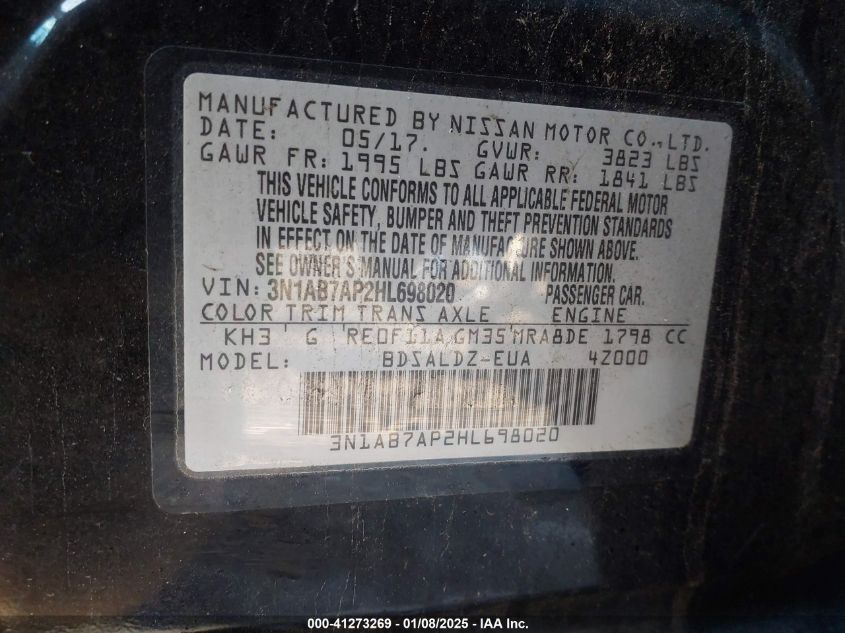 MANUFACTURED BY NISSAN MOTOR CO., LTD.
DATE: 05/17. GVWR: 3823 LBS
GAWR FR: 1995 LBS GAWR RR: 1841 LBS
THIS VEHICLE CONFORMS TO ALL APPLICABLE FEDERAL MOTOR
VEHICLE SAFETY, BUMPER AND THEFT PREVENTION STANDARDS
IN EFFECT ON THE DATE OF MANUFACTURE SHOWN ABOVE.
SEE OWNER'S MANUAL FOR ADDITIONAL INFORMATION.
VIN: 3N1AB7AP2HL698020 PASSENGER CAR.
COLOR TRIM TRANS AXLE ENGINE
KH3 G RE0F11A GM35 MRA8DE 1798 CC
MODEL: BDSALDZ-EUA 4Z000
3N1AB7AP2HL698020
000-41273269 - 01/08/2025 - IAA Inc.